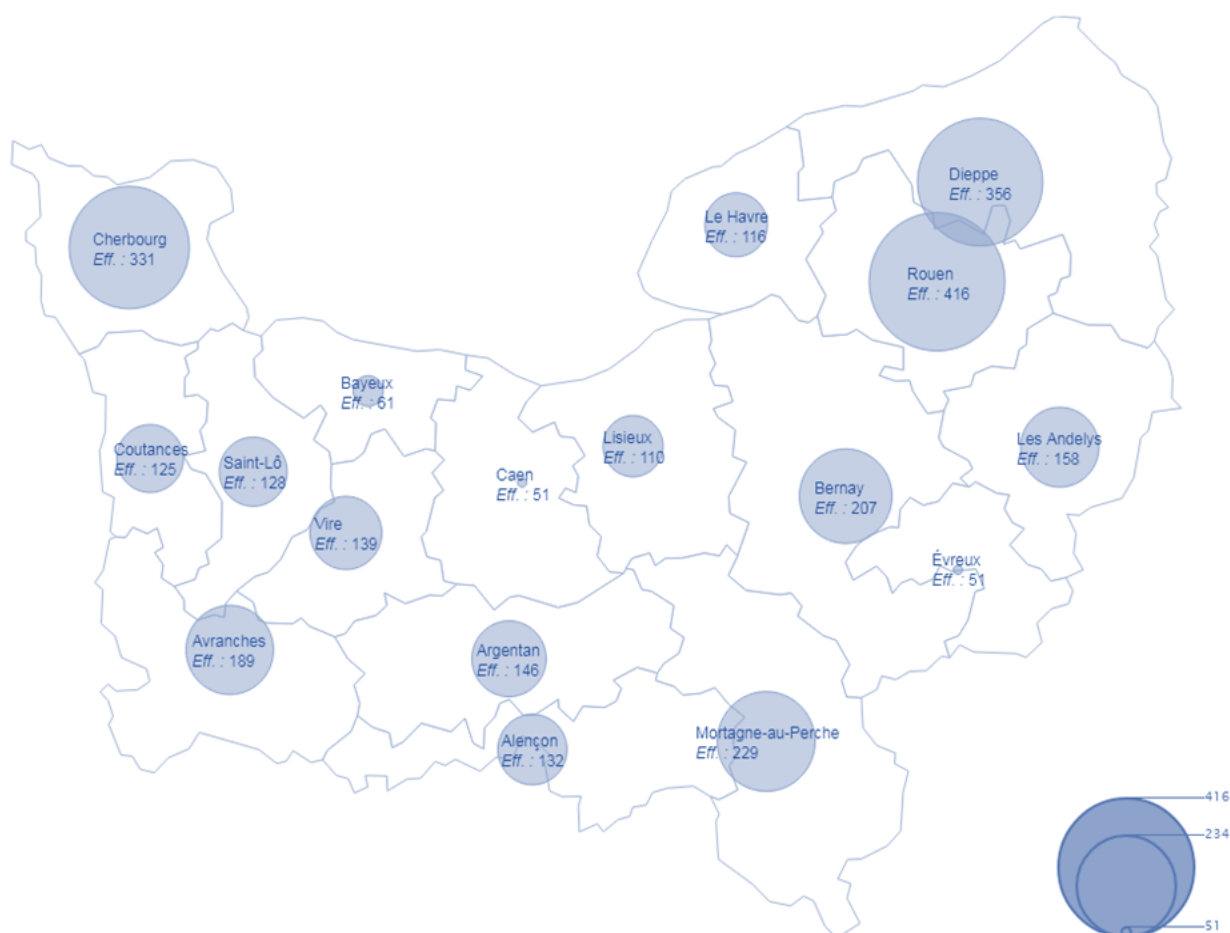 Dieppe
Eff. : 356
Le Havre
Eff. : 116
Cherbourg
Eff. : 331
Rouen
Eff. : 416
Bayeux
Eff. : 61
Coutances
Eff. : 125
Saint-Lô
Eff. : 128
Lisieux
Eff. : 110
Les Andelys
Eff. : 158
Caen
Eff. : 51
Bernay
Eff. : 207
Vire
Eff. : 139
Évreux
Eff. : 51
Avranches
Eff. : 189
Argentan
Eff. : 146
Alençon
Eff. : 132
Mortagne-au-Perche
Eff. : 229
416
234
51